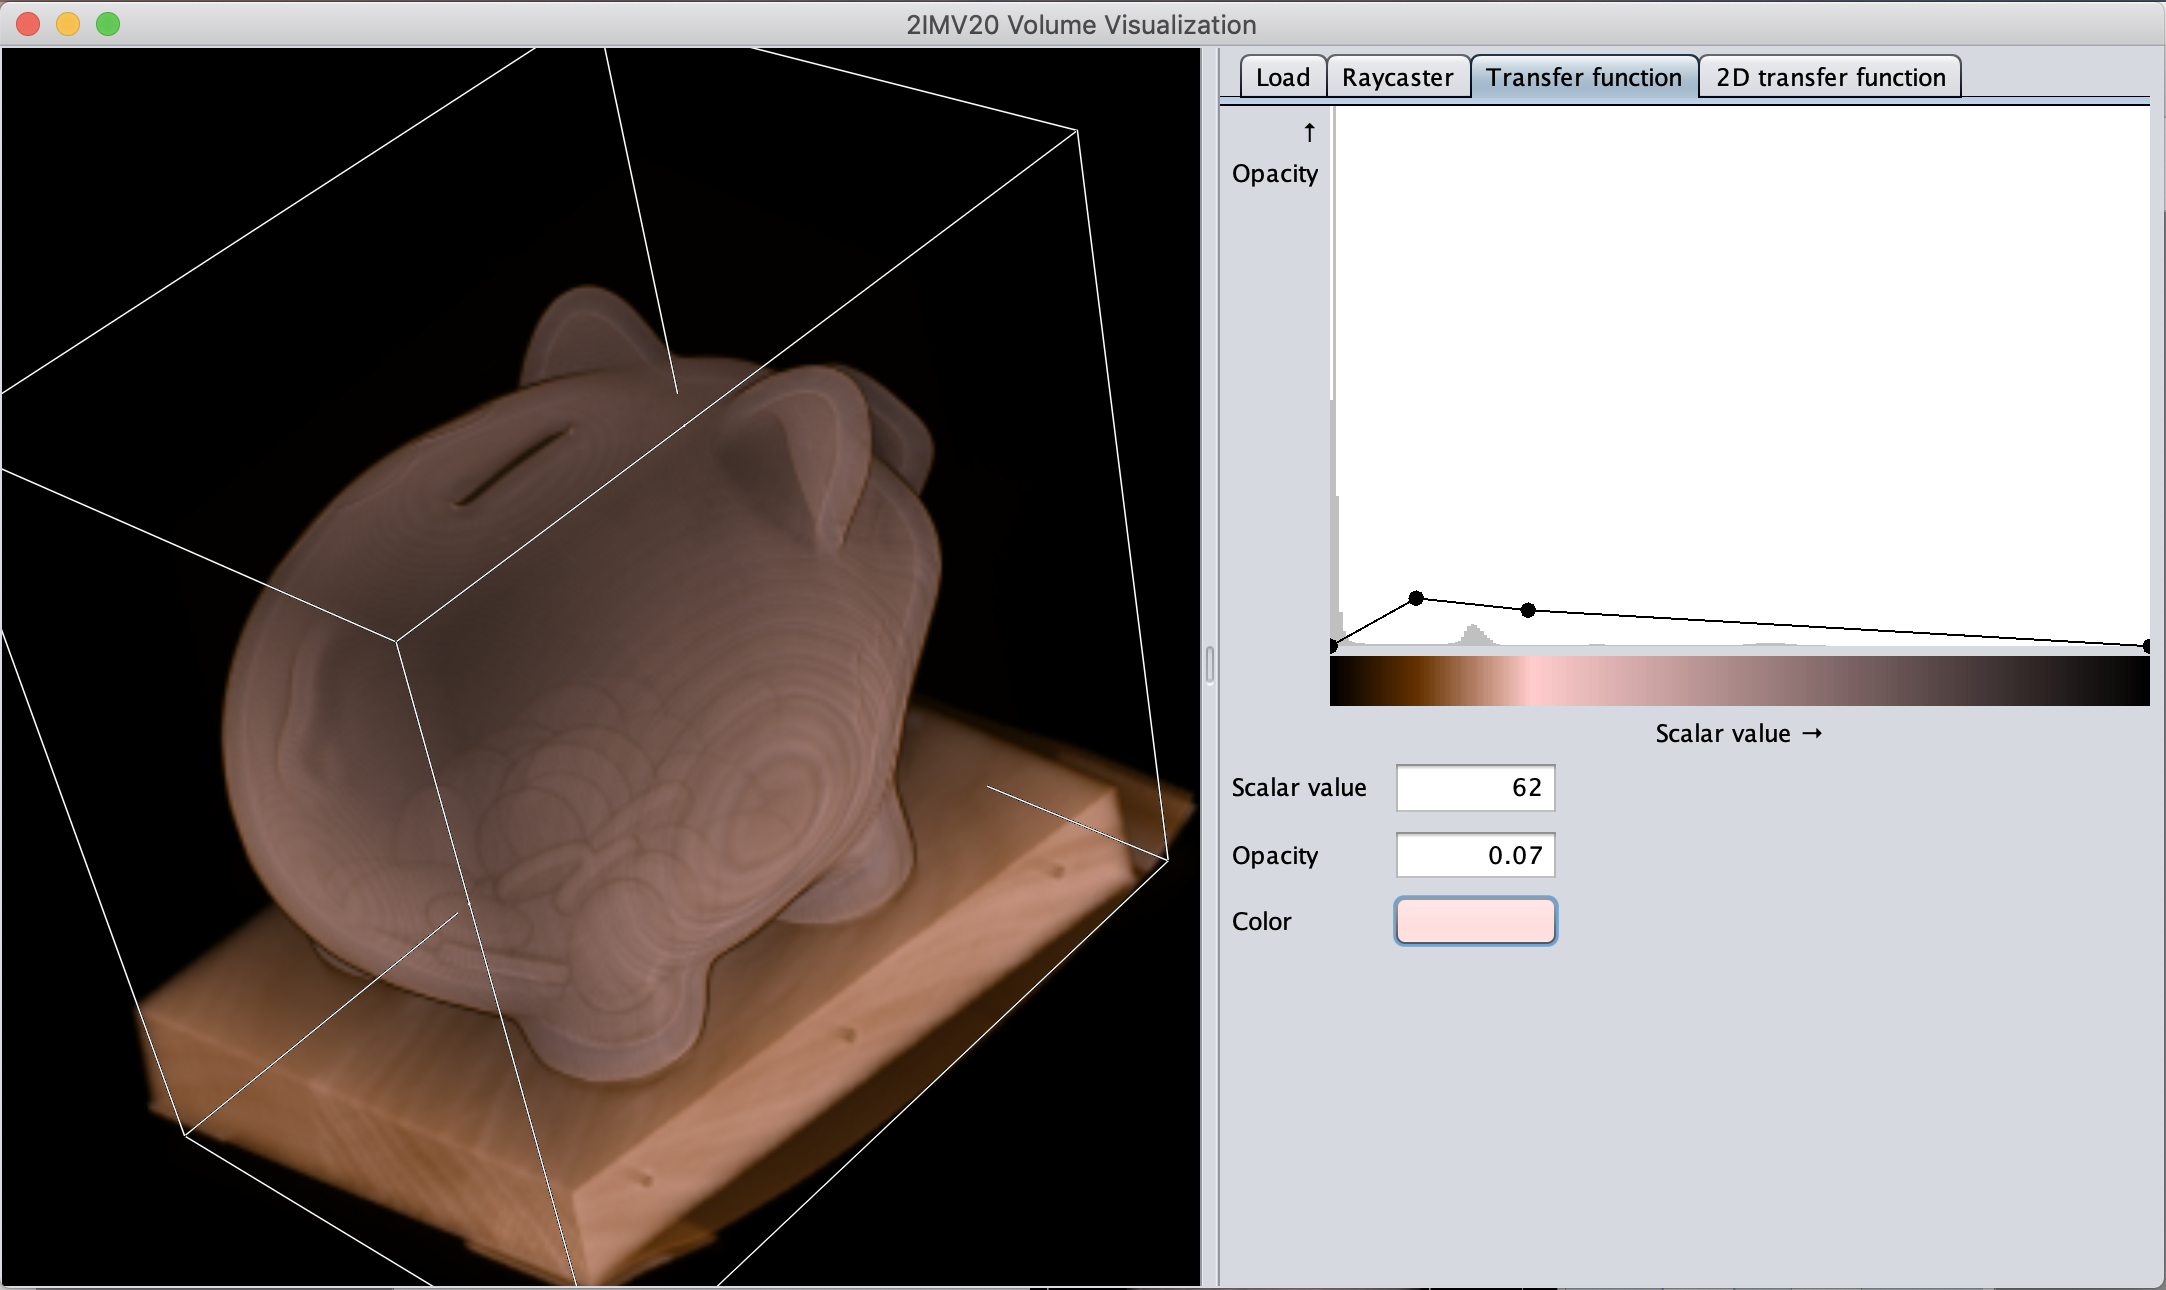 2IMV20 Volume Visualization
Load Raycaster Transfer function 2D transfer function
↑
Opacity
Scalar value →
Scalar value 62
Opacity 0.07
Color